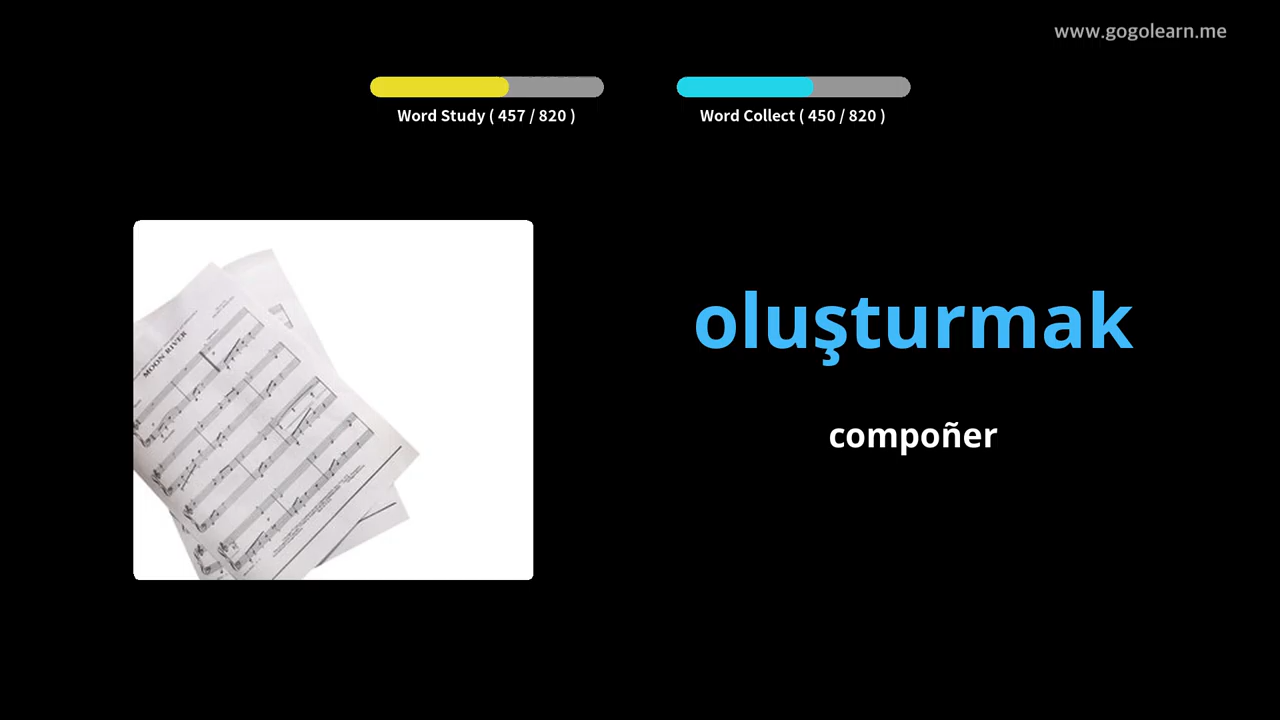 www.gogolearn.me
Word Study ( 457 / 820 )
Word Collect ( 450 / 820 )
MOON RIVER
oluşturmak
compoñer